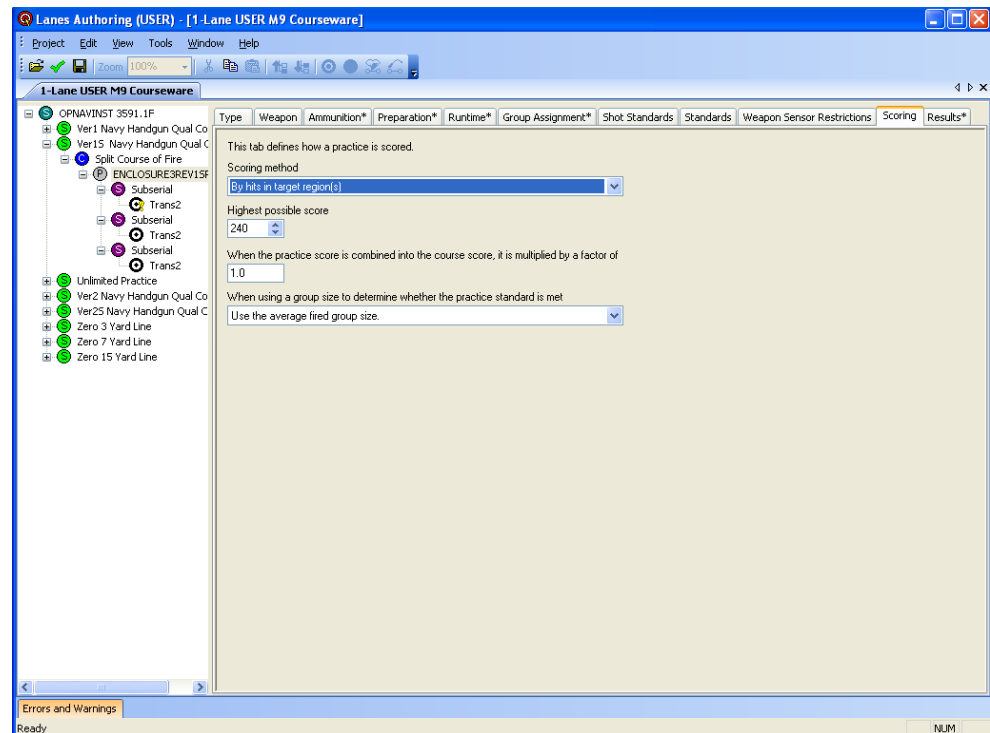 Lanes Authoring (USER) - [1-Lane USER M9 Courseware]
Project Edit View Tools Window Help
Zoom 100%
1-Lane USER M9 Courseware
OPNAVINST 3591.1F
Ver1 Navy Handgun Qual Co
Ver1S Navy Handgun Qual C
Split Course of Fire
ENCLOSURE3REV1SF
Subserial
Trans2
Subserial
Trans2
Subserial
Trans2
Unlimited Practice
Ver2 Navy Handgun Qual Co
Ver2S Navy Handgun Qual C
Zero 3 Yard Line
Zero 7 Yard Line
Zero 15 Yard Line
Type Weapon Ammunition* Preparation* Runtime* Group Assignment* Shot Standards Standards Weapon Sensor Restrictions Scoring Results*
This tab defines how a practice is scored.
Scoring method
By hits in target region(s)
Highest possible score
240
When the practice score is combined into the course score, it is multiplied by a factor of
1.0
When using a group size to determine whether the practice standard is met
Use the average fired group size.
Errors and Warnings
Ready NUM